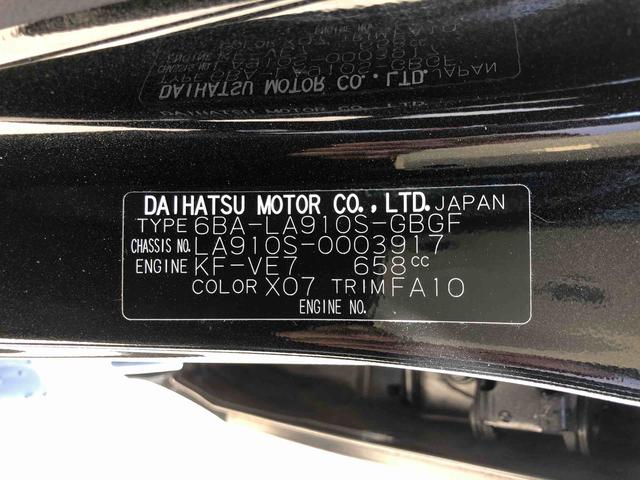 DAIHATSU MOTOR CO.,LTD. JAPAN
TYPE 6BA-LA910S-GBGF
CHASSIS NO. LA910S-0003917
ENGINE KF-VE7 658cc
COLOR X07 TRIM FA10
ENGINE NO.